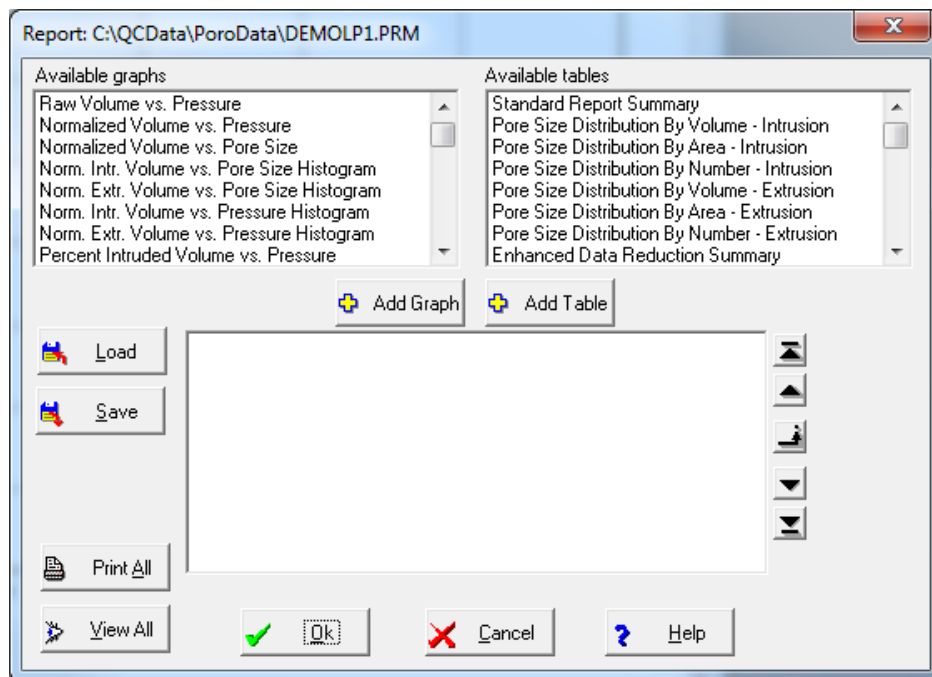 Report: C:\QCData\PoroData\DEMOLP1.PRM
Available graphs
Raw Volume vs. Pressure
Normalized Volume vs. Pressure
Normalized Volume vs. Pore Size
Norm. Intr. Volume vs. Pore Size Histogram
Norm. Extr. Volume vs. Pore Size Histogram
Norm. Intr. Volume vs. Pressure Histogram
Norm. Extr. Volume vs. Pressure Histogram
Percent Intruded Volume vs. Pressure
Available tables
Standard Report Summary
Pore Size Distribution By Volume - Intrusion
Pore Size Distribution By Area - Intrusion
Pore Size Distribution By Number - Intrusion
Pore Size Distribution By Volume - Extrusion
Pore Size Distribution By Area - Extrusion
Pore Size Distribution By Number - Extrusion
Enhanced Data Reduction Summary
Add Graph
Add Table
Load
Save
Print All
View All
Ok
Cancel
Help